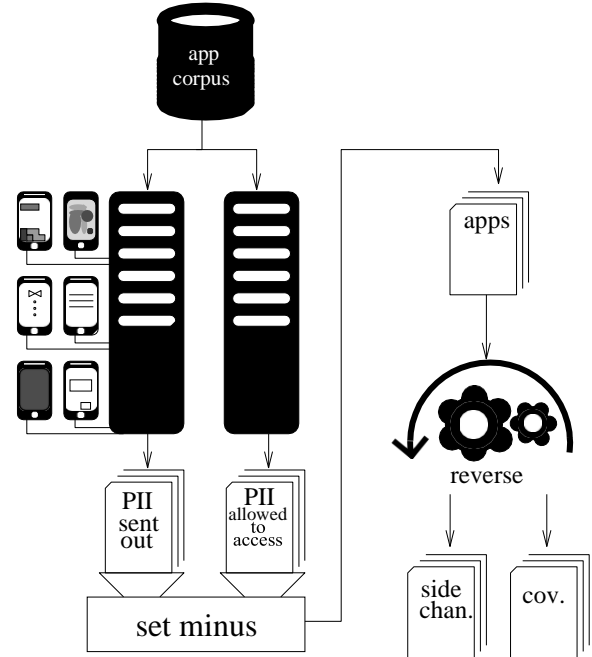 app
corpus
apps
reverse
PII
sent
out
PII
allowed
to
access
side
chan.
cov.
set minus